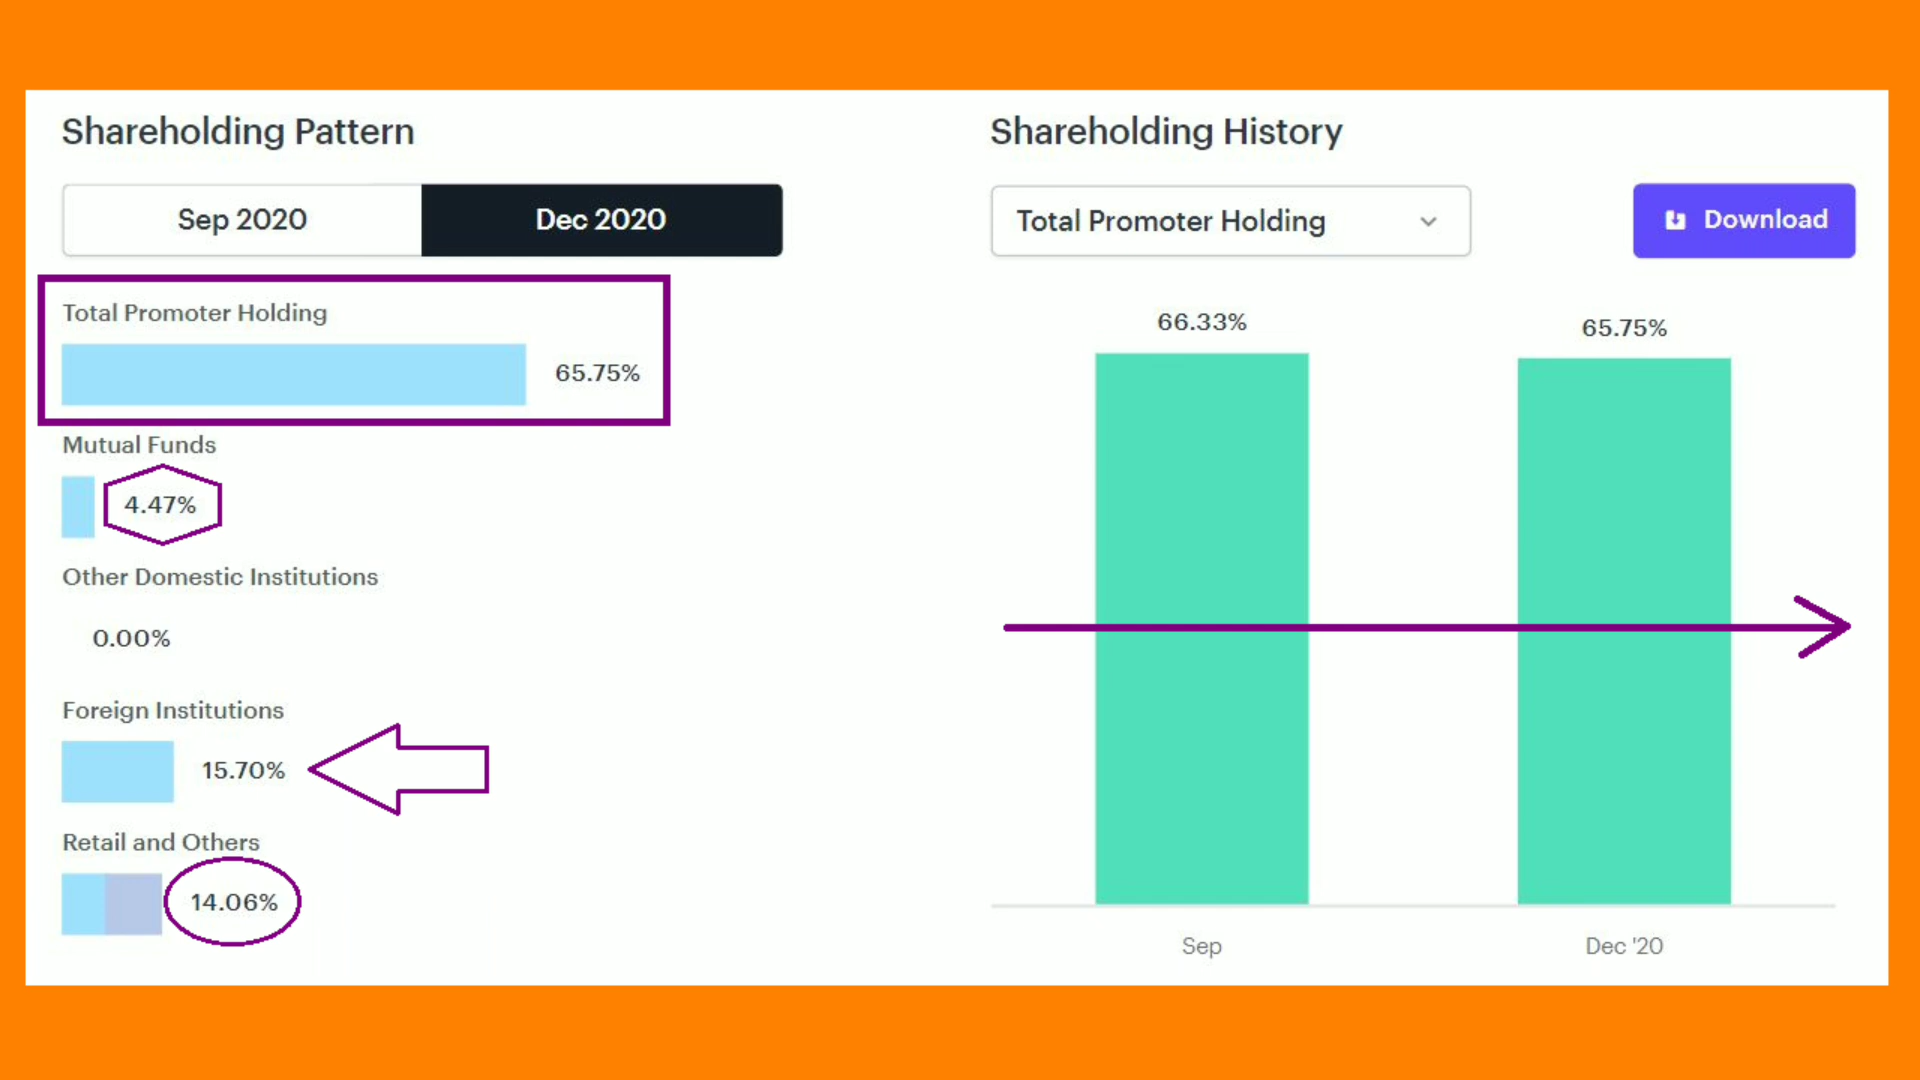 Shareholding Pattern
Sep 2020
Dec 2020
Total Promoter Holding
65.75%
Mutual Funds
4.47%
Other Domestic Institutions
0.00%
Foreign Institutions
15.70%
Retail and Others
14.06%
Shareholding History
Total Promoter Holding
Download
66.33%
65.75%
Sep
Dec '20